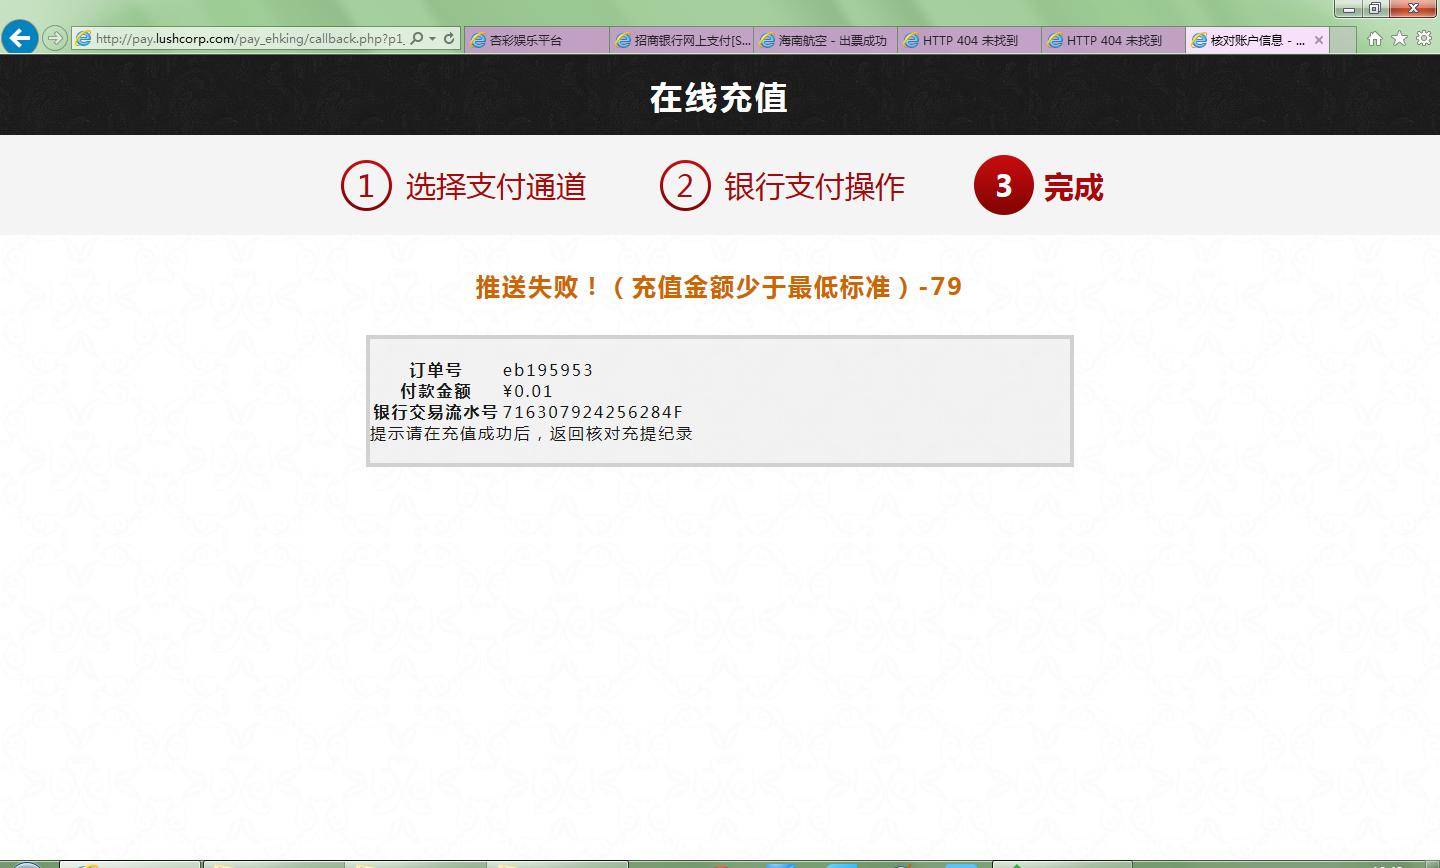 http://pay.lushcorp.com/pay_ehking/callback.php?p1_
杏彩娱乐平台
招商银行网上支付[S...
海南航空 - 出票成功
HTTP 404 未找到
HTTP 404 未找到
核对账户信息 - ...
在线充值
1 选择支付通道
2 银行支付操作
3 完成
推送失败！（充值金额少于最低标准）-79
订单号 eb195953
付款金额 ¥0.01
银行交易流水号 716307924256284F
提示请在充值成功后，返回核对充提纪录